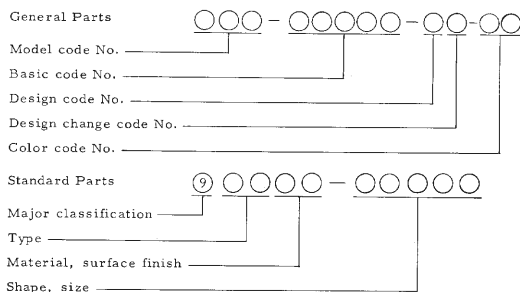 General Parts
Model code No.
Basic code No.
Design code No.
Design change code No.
Color code No.
Standard Parts 9
Major classification
Type
Material, surface finish
Shape, size